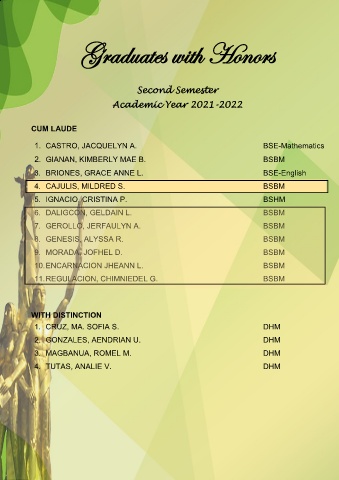 Graduates with Honors
Second Semester
Academic Year 2021-2022
CUM LAUDE
1. CASTRO, JACQUELYN A. BSE-Mathematics
2. GIANAN, KIMBERLY MAE B. BSBM
3. BRIONES, GRACE ANNE L. BSE-English
4. CAJULIS, MILDRED S. BSBM
5. IGNACIO, CRISTINA P. BSHM
6. DALIGCON, GELDAIN L. BSBM
7. GEROLLO, JERFAULYN A. BSBM
8. GENESIS, ALYSSA R. BSBM
9. MORADA, JOFHEL D. BSBM
10. ENCARNACION JHEANN L. BSBM
11. REGULACION, CHIMNIEDEL G. BSBM
WITH DISTINCTION
1. CRUZ, MA. SOFIA S. DHM
2. GONZALES, AENDRIAN U. DHM
3. MAGBANUA, ROMEL M. DHM
4. TUTAS, ANALIE V. DHM